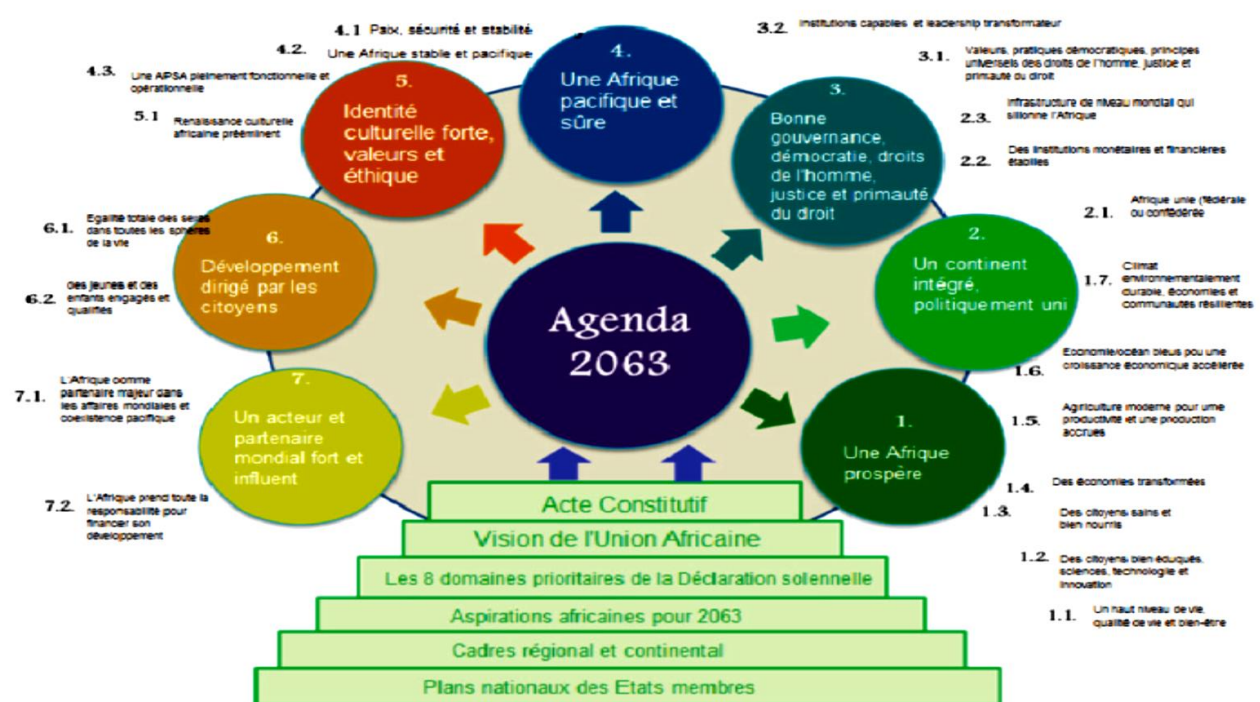 4.1 Paix, sécurité et stabilité
4.2. Une Afrique stable et pacifique
4.3. Une AIPSA pleinement fonctionnelle et
opérationnelle
5.1 Renaissance culturelle
africaine prééminent
6.1. Egalité totale des sexes
dans toutes les sphères
de la vie
6.2. des jeunes et des
enfants engagés et
qualifiés
7.1. L'Afrique comme
partenaire majeur dans
les affaires mondiales et
coexistence pacifique
7.2. L'Afrique prend toute la
responsabilité pour
financer son
développement
3.2. Institutions capables et leadership transformateur
3.1. Valeurs, pratiques démocratiques, principes
universels des droits de l'homme, justice et
primauté du droit
2.3. Infrastructure de niveau mondial qui
sillonne l'Afrique
2.2. Des institutions monétaires et financières
établies
2.1. Afrique unie (fédérale
ou confédérée
1.7. Climat
environnementalement
durable, économies et
communautés résilientes
1.6. Economie/océan bleus pou une
croissance économique accélérée
1.5. Agriculture moderne pour une
productivité et une production
accrues
1.4. Des économies transformées
1.3. Des citoyens sains et
bien nourris
1.2. Des citoyens bien éduqués,
sciences, technologie et
innovation
1.1. Un haut niveau de vie,
qualité de vie et bien-être
4.
Une Afrique
pacifique et
sûre
5.
Identité
culturelle forte,
valeurs et
éthique
3.
Bonne
gouvernance,
démocratie, droits
de l'homme,
justice et primauté
du droit
6.
Développement
dirigé par les
citoyens
2.
Un continent
intégré,
politiquement uni
7.
Un acteur et
partenaire
mondial fort et
influent
1.
Une Afrique
prospère
Agenda
2063
Acte Constitutif
Vision de l'Union Africaine
Les 8 domaines prioritaires de la Déclaration solennelle
Aspirations africaines pour 2063
Cadres régional et continental
Plans nationaux des Etats membres